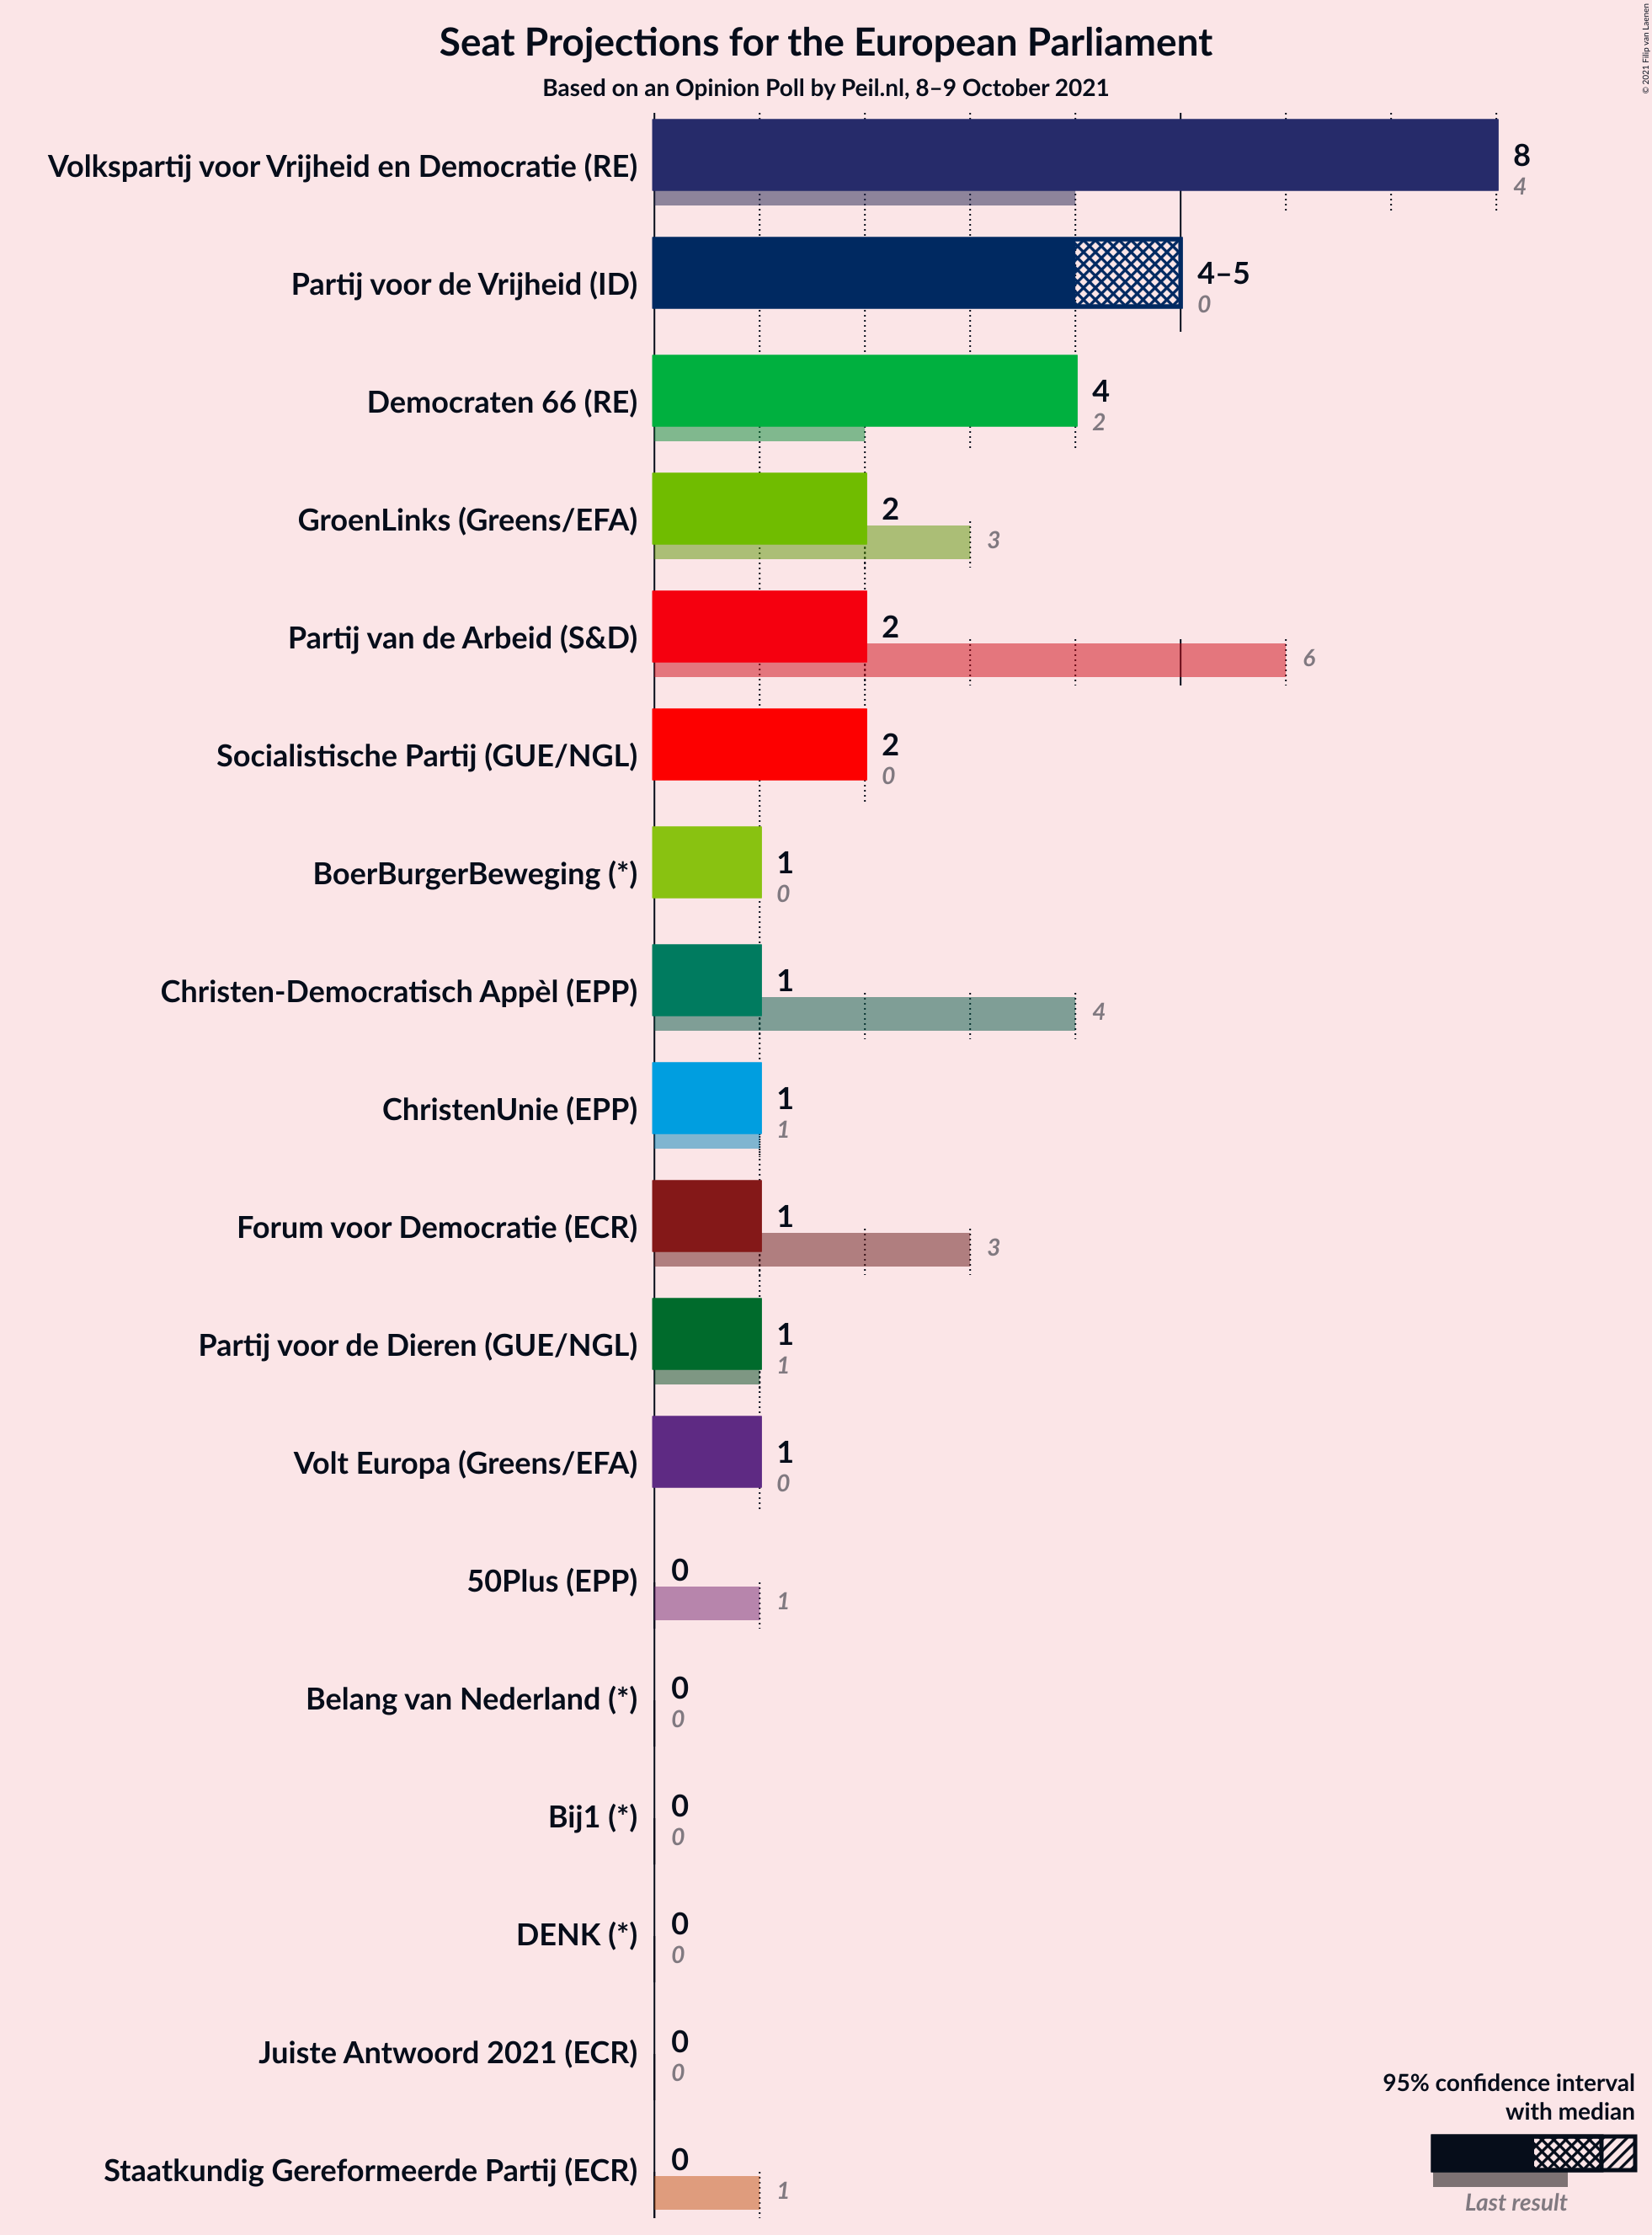 Seat Projections for the European Parliament
Based on an Opinion Poll by Peil.nl, 8–9 October 2021
© 2021 Filip van Laenen
Volkspartij voor Vrijheid en Democratie (RE)
8
4
Partij voor de Vrijheid (ID)
4–5
0
Democraten 66 (RE)
4
2
GroenLinks (Greens/EFA)
2
3
Partij van de Arbeid (S&D)
2
6
Socialistische Partij (GUE/NGL)
2
0
BoerBurgerBeweging (*)
1
0
Christen-Democratisch Appèl (EPP)
1
4
ChristenUnie (EPP)
1
1
Forum voor Democratie (ECR)
1
3
Partij voor de Dieren (GUE/NGL)
1
1
Volt Europa (Greens/EFA)
1
0
50Plus (EPP)
0
1
Belang van Nederland (*)
0
0
Bij1 (*)
0
0
DENK (*)
0
0
Juiste Antwoord 2021 (ECR)
0
0
Staatkundig Gereformeerde Partij (ECR)
0
1
95% confidence interval
with median
Last result